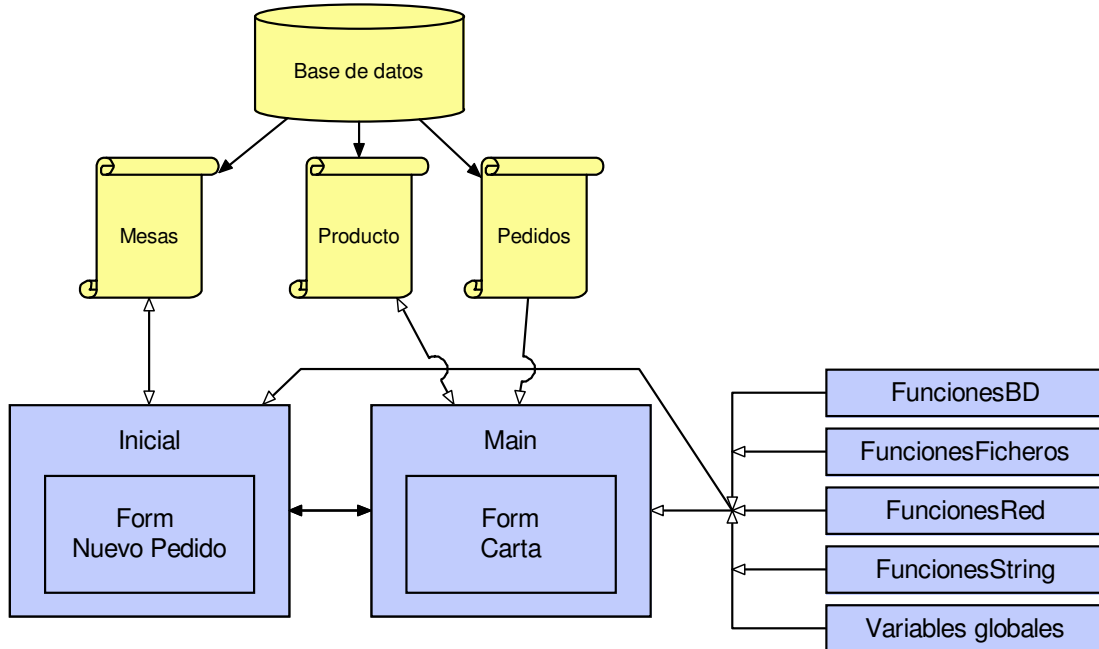 Base de datos
Mesas
Producto
Pedidos
Inicial
Form
Nuevo Pedido
Main
Form
Carta
FuncionesBD
FuncionesFicheros
FuncionesRed
FuncionesString
Variables globales